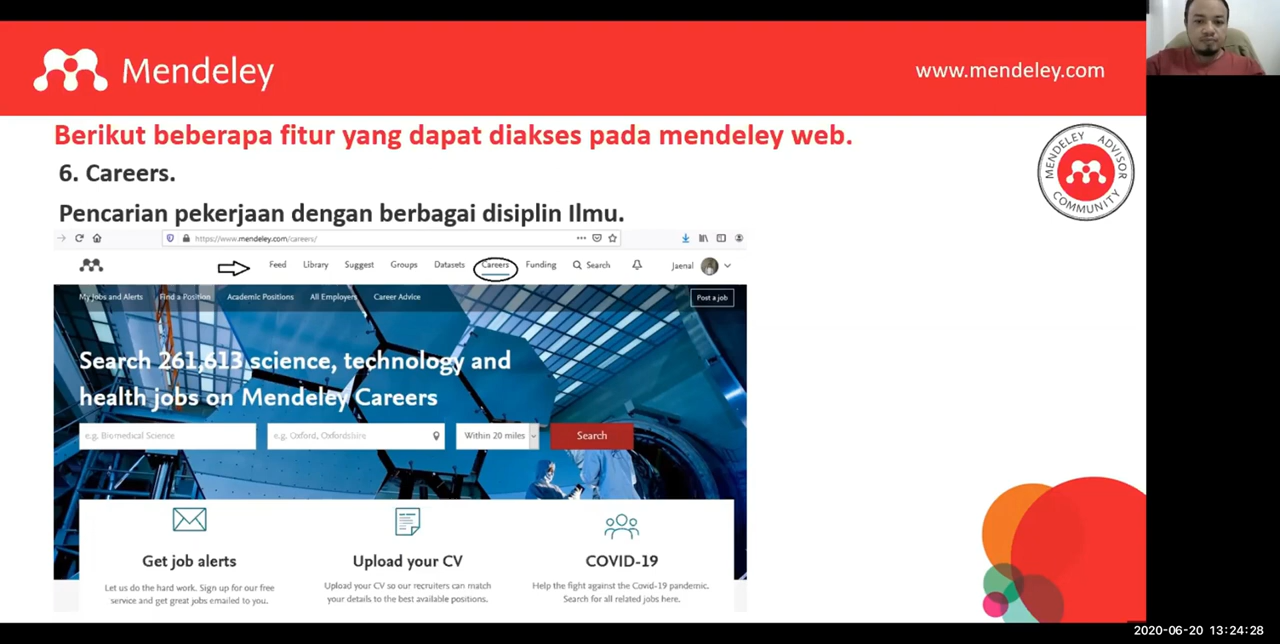 Mendeley
www.mendeley.com
Berikut beberapa fitur yang dapat diakses pada mendeley web.
MENDELEY ADVISOR
COMMUNITY
6. Careers.
Pencarian pekerjaan dengan berbagai disiplin Ilmu.
https://www.mendeley.com/careers/
Feed Library Suggest Groups Datasets Careers Funding Search Jaenal
My Jobs and Alerts Find a Position Academic Positions All Employers Career Advice Post a job
Search 261,613 science, technology and
health jobs on Mendeley Careers
e.g. Biomedical Science e.g. Oxford, Oxfordshire Within 20 miles Search
Get job alerts
Let us do the hard work. Sign up for our free
service and get great jobs emailed to you.
Upload your CV
Upload your CV so our recruiters can match
your details to the best available positions.
COVID-19
Help the fight against the Covid-19 pandemic.
Search for all related jobs here.
2020-06-20 13:24:28